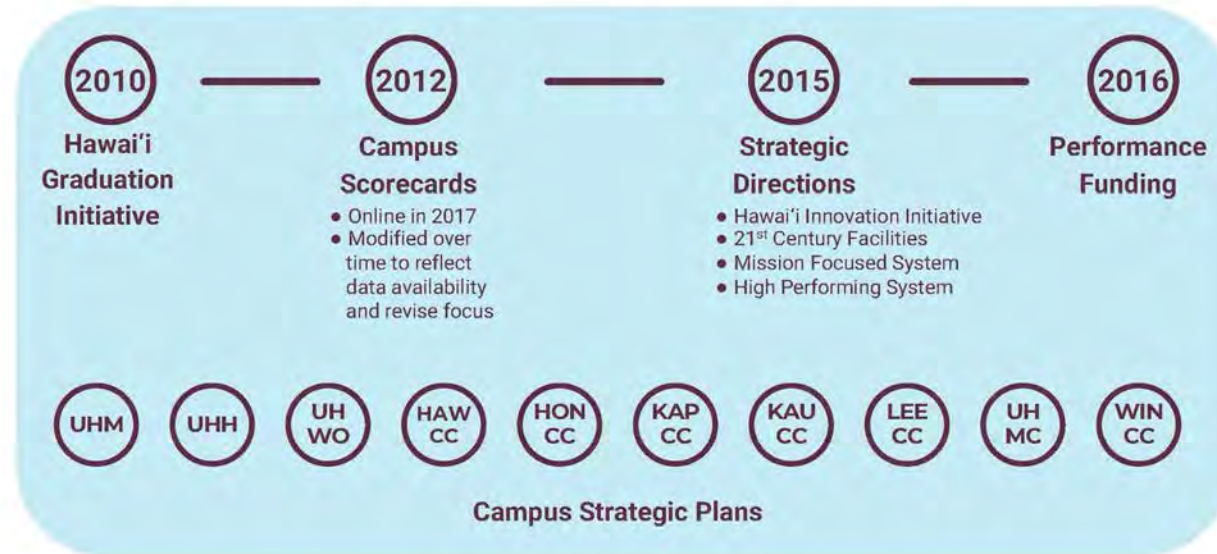 2010
2012
2015
2016
Hawaiʻi
Graduation
Initiative
Campus
Scorecards
● Online in 2017
● Modified over
time to reflect
data availability
and revise focus
Strategic
Directions
● Hawaiʻi Innovation Initiative
● 21st Century Facilities
● Mission Focused System
● High Performing System
Performance
Funding
UHM
UHH
UH
WO
HAW
CC
HON
CC
KAP
CC
KAU
CC
LEE
CC
UH
MC
WIN
CC
Campus Strategic Plans